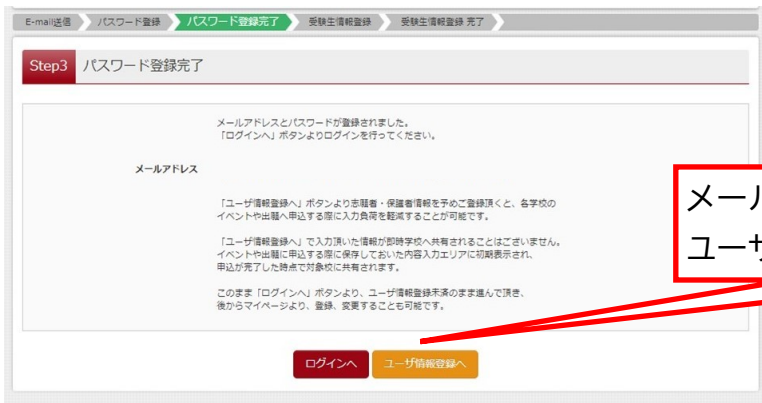 E-mail送信 パスワード登録 パスワード登録完了 受験生情報登録 受験生情報登録 完了
Step3 パスワード登録完了
メールアドレスとパスワードが登録されました。
「ログインへ」ボタンよりログインを行ってください。
メールアドレス
「ユーザ情報登録へ」ボタンより志願者・保護者情報を予めご登録頂くと、各学校の
イベントや出願へ申込する際に入力負荷を軽減することが可能です。
「ユーザ情報登録へ」で入力頂いた情報が即時学校へ共有されることはございません。
イベントや出願に申込する際に保存しておいた内容入力エリアに初期表示され、
申込が完了した時点で対象校に共有されます。
このまま「ログインへ」ボタンより、ユーザ情報登録未済のまま進んで頂き、
後からマイページより、登録、変更することも可能です。
メール
ユーザ
ログインへ ユーザ情報登録へ